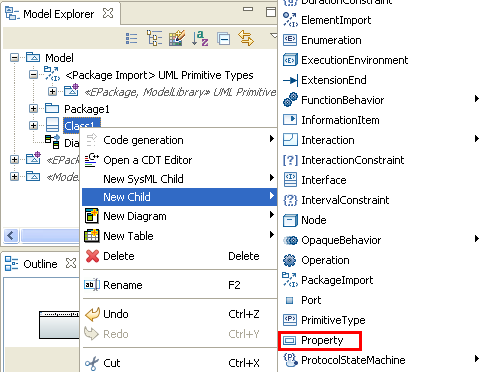 Model Explorer
Model
<Package Import> UML Primitive Types
«EPackage, ModelLibrary» UML Primitive
Package1
Class1
Dia
«EPack
«Mode
Outline
Code generation
Open a CDT Editor
New SysML Child
New Child
New Diagram
New Table
Delete Delete
Rename F2
Undo Ctrl+Z
Redo Ctrl+Y
Cut Ctrl+X
DurationConstraint
ElementImport
Enumeration
ExecutionEnvironment
ExtensionEnd
FunctionBehavior
InformationItem
Interaction
InteractionConstraint
Interface
IntervalConstraint
Node
OpaqueBehavior
Operation
PackageImport
Port
PrimitiveType
Property
ProtocolStateMachine